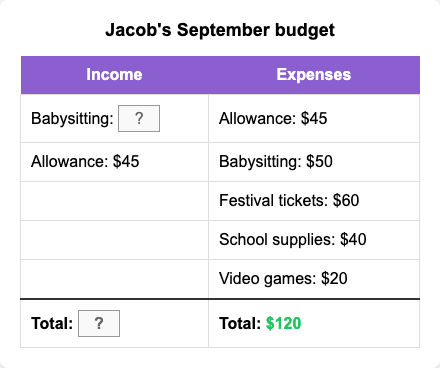 Jacob's September budget
Income Expenses
Babysitting: ? Allowance: $45
Allowance: $45 Babysitting: $50
Festival tickets: $60
School supplies: $40
Video games: $20
Total: ? Total: $120